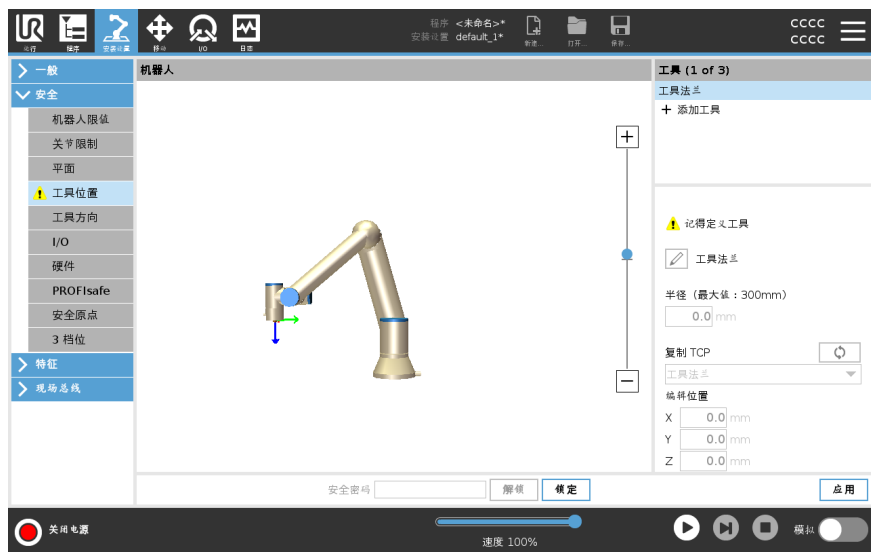 程序 <未命名>*
安装设置 default_1*
运行
程序
安装设置
移动
I/O
日志
新建...
打开...
保存...
CCCC
CCCC
一般
安全
机器人限值
关节限制
平面
工具位置
工具方向
I/O
硬件
PROFIsafe
安全原点
3 档位
特征
现场总线
机器人
工具 (1 of 3)
工具法兰
添加工具
记得定义工具
工具法兰
半径（最大值：300mm）
0.0 mm
复制 TCP
工具法兰
编辑位置
X 0.0 mm
Y 0.0 mm
Z 0.0 mm
安全密码
解锁
锁定
应用
关闭电源
速度 100%
模拟